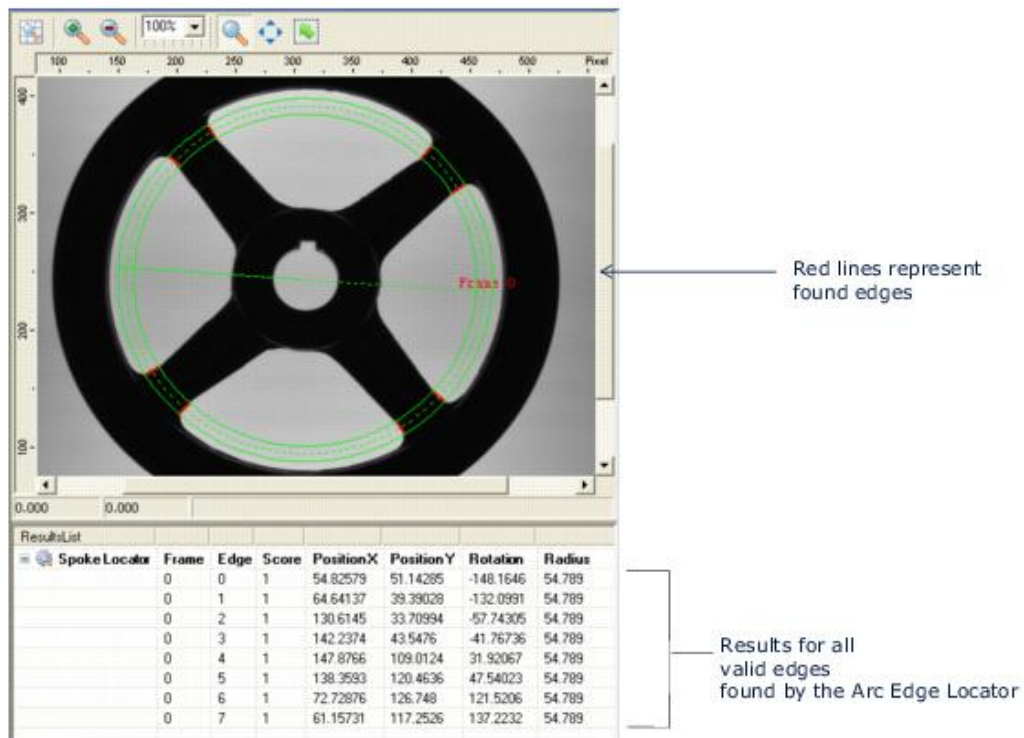 100%
100 150 200 250 300 350 400 450 500 Pixel
400
300
200
100
Frame 0
Red lines represent
found edges
0.000 0.000
ResultsList
Spoke Locator Frame Edge Score PositionX PositionY Rotation Radius
0 0 1 54.82579 51.14285 -148.1646 54.789
0 1 1 64.64137 39.39028 -132.0991 54.789
0 2 1 130.6145 33.70994 -57.74305 54.789
0 3 1 142.2374 43.5476 -41.76736 54.789
0 4 1 147.8766 109.0124 31.92067 54.789
0 5 1 138.3593 120.4636 47.54023 54.789
0 6 1 72.72876 126.748 121.5206 54.789
0 7 1 61.15731 117.2526 137.2232 54.789
Results for all
valid edges
found by the Arc Edge Locator